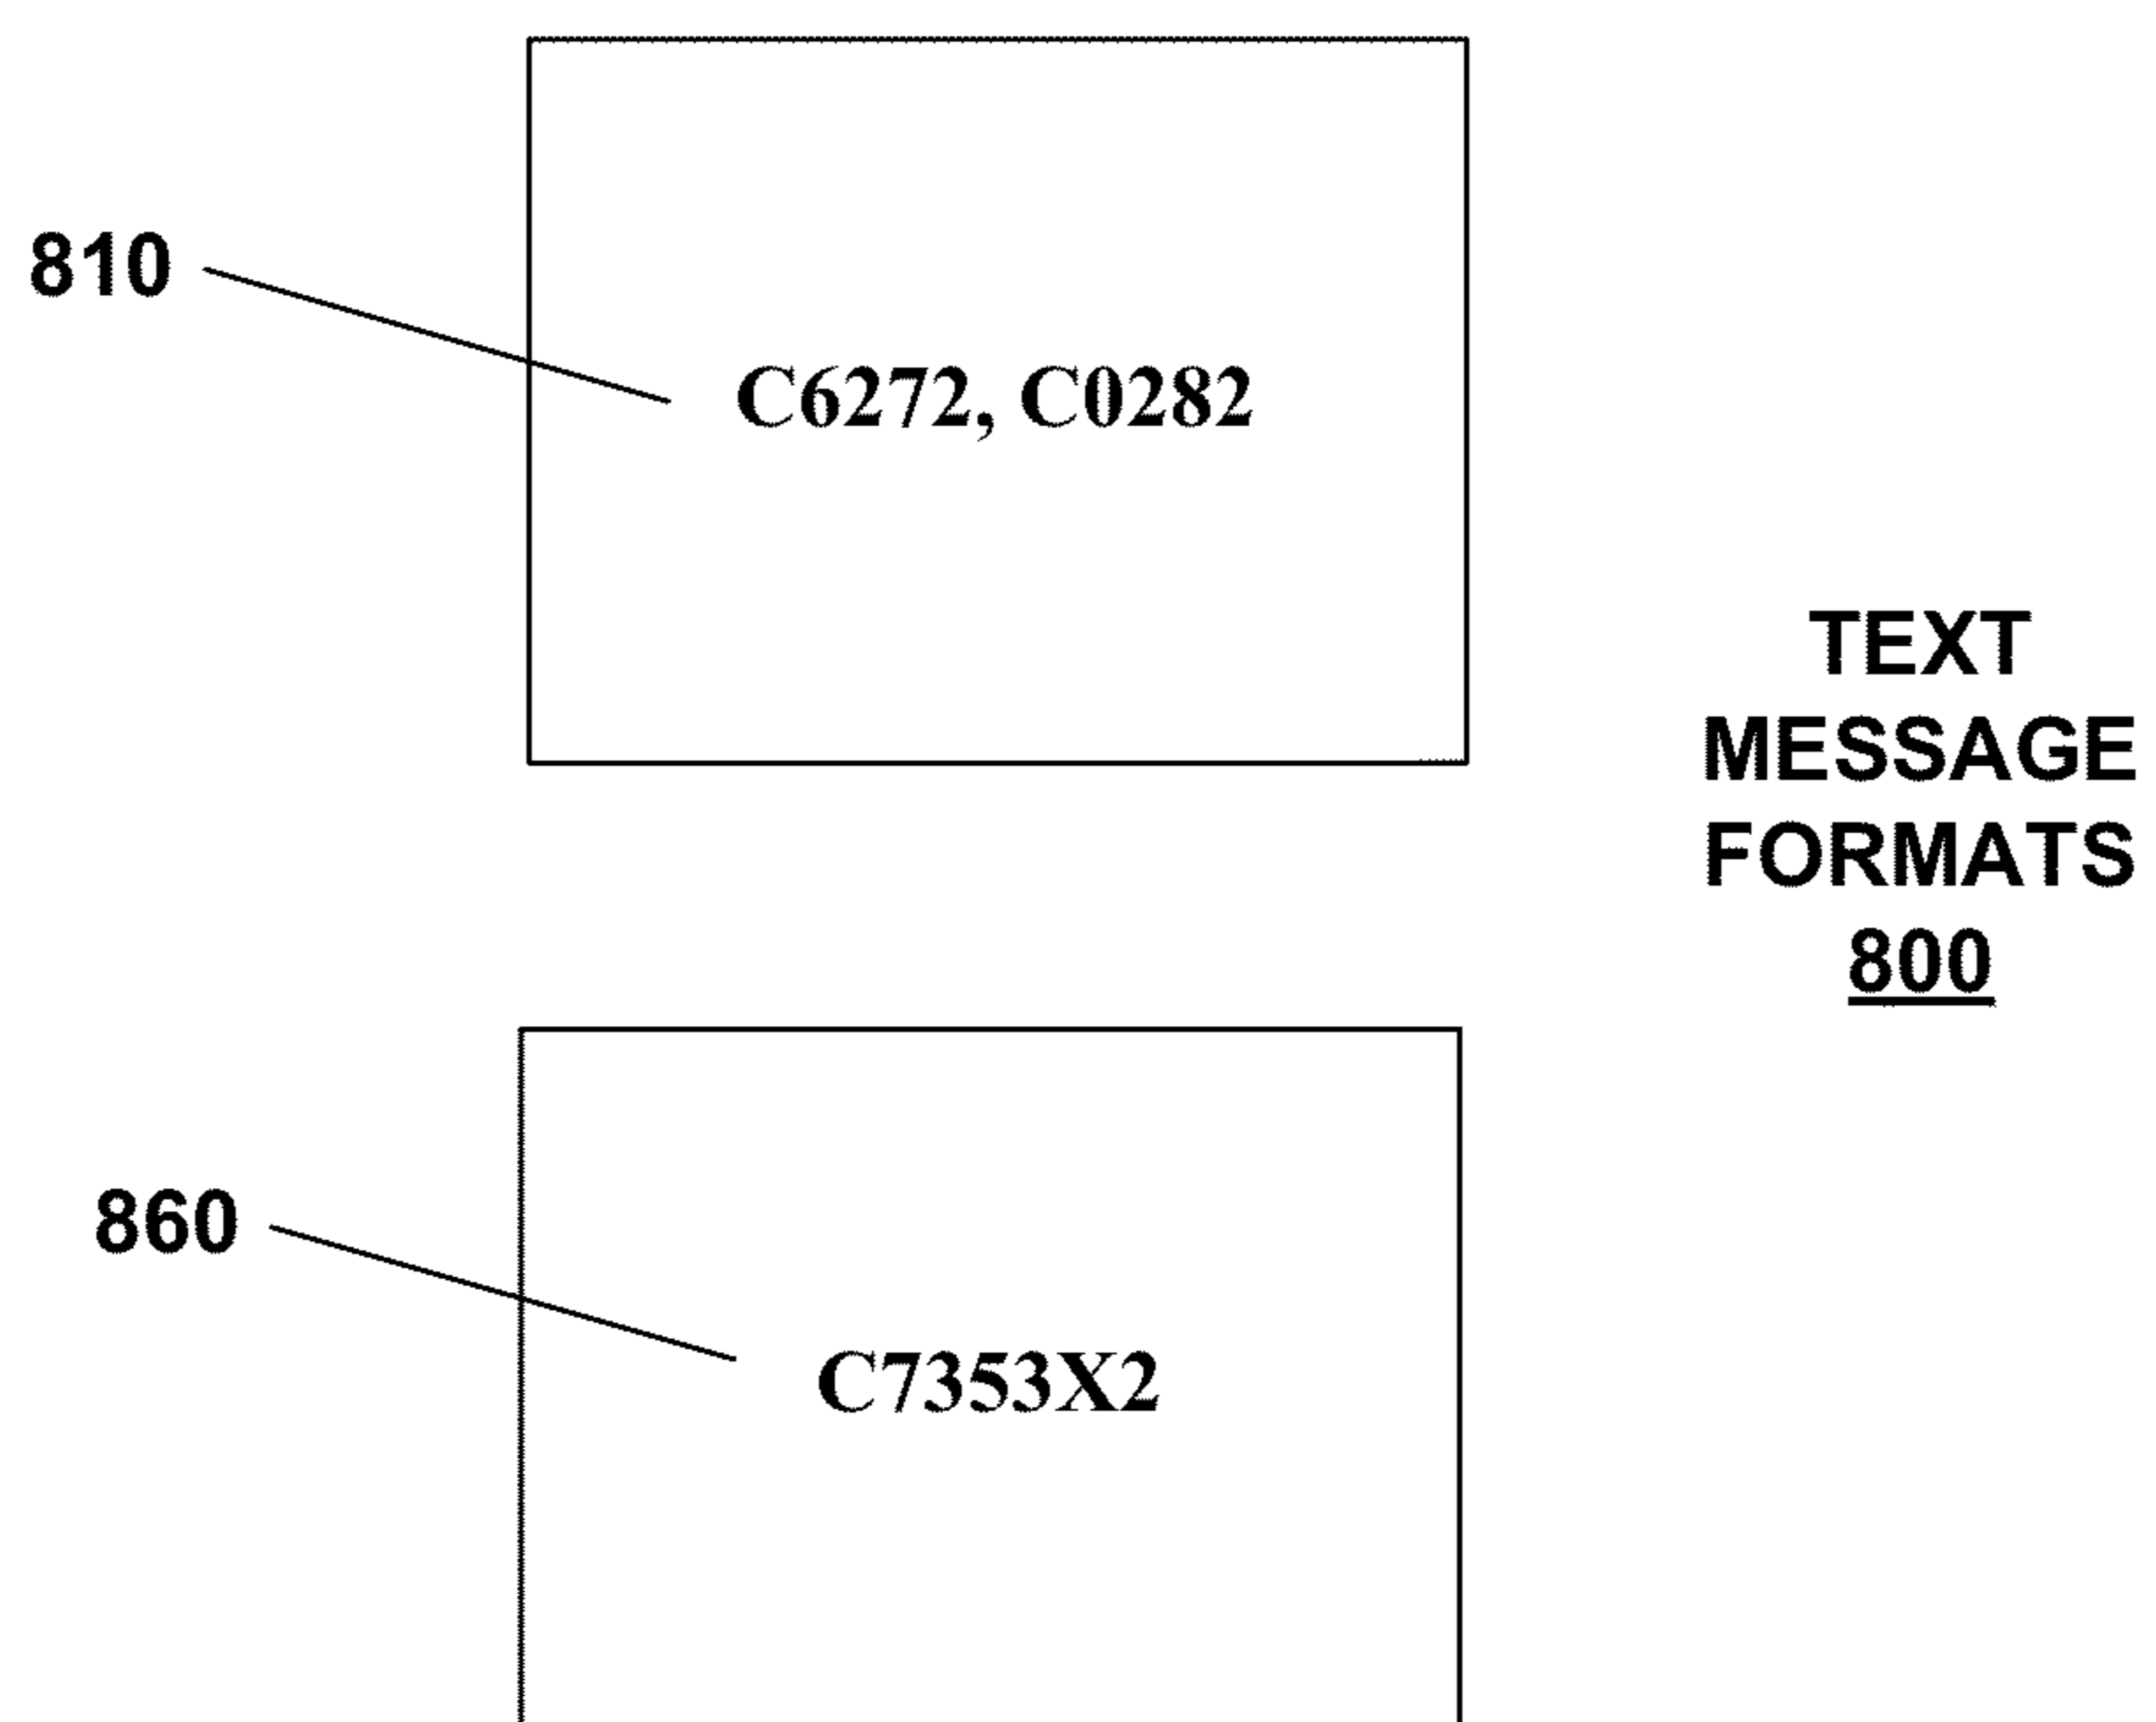 810
C6272, C0282
TEXT
MESSAGE
FORMATS
800
860
C7353X2